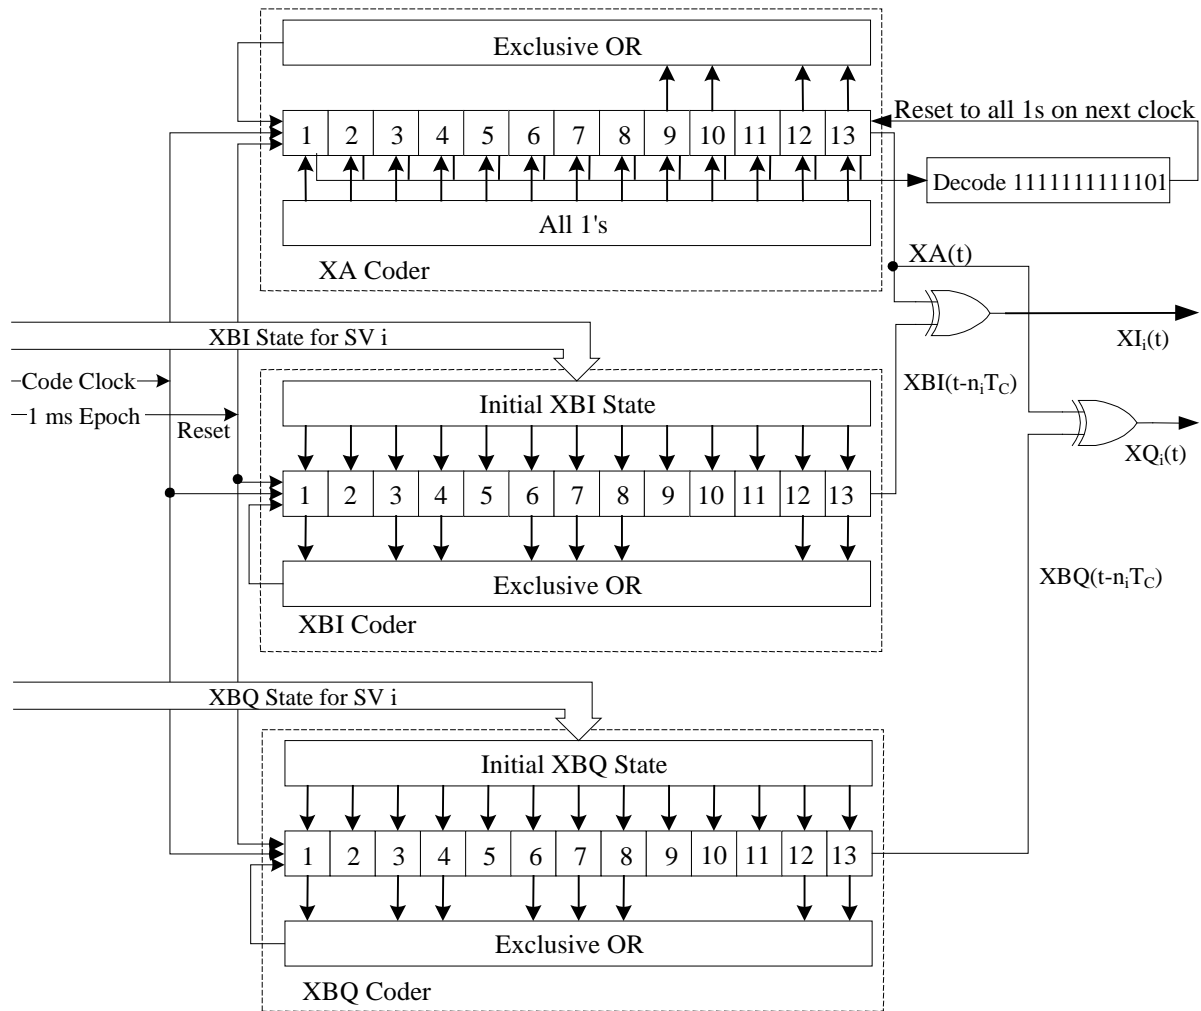 Exclusive OR
1 2 3 4 5 6 7 8 9 10 11 12 13
Reset to all 1s on next clock
Decode 1111111111101
All 1's
XA Coder
XA(t)
XBI State for SV i
XI_i(t)
Code Clock
1 ms Epoch
Reset
XBI(t-n_iT_C)
Initial XBI State
XQ_i(t)
1 2 3 4 5 6 7 8 9 10 11 12 13
Exclusive OR
XBI Coder
XBQ(t-n_iT_C)
XBQ State for SV i
Initial XBQ State
1 2 3 4 5 6 7 8 9 10 11 12 13
Exclusive OR
XBQ Coder